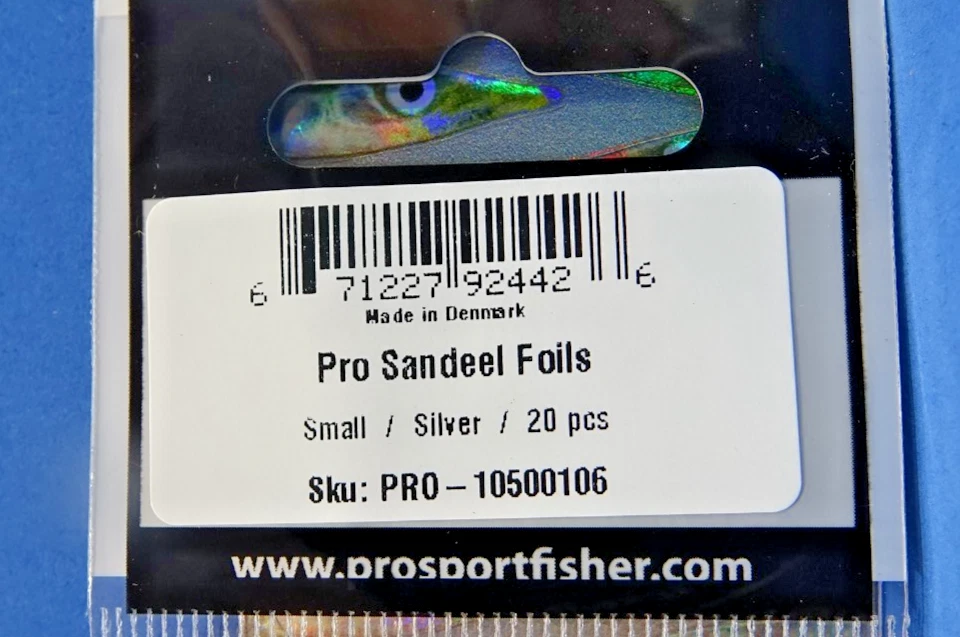 6 71227 92442 6
Made in Denmark
Pro Sandeel Foils
Small / Silver / 20 pcs
Sku: PRO-10500106
www.prosportfisher.com